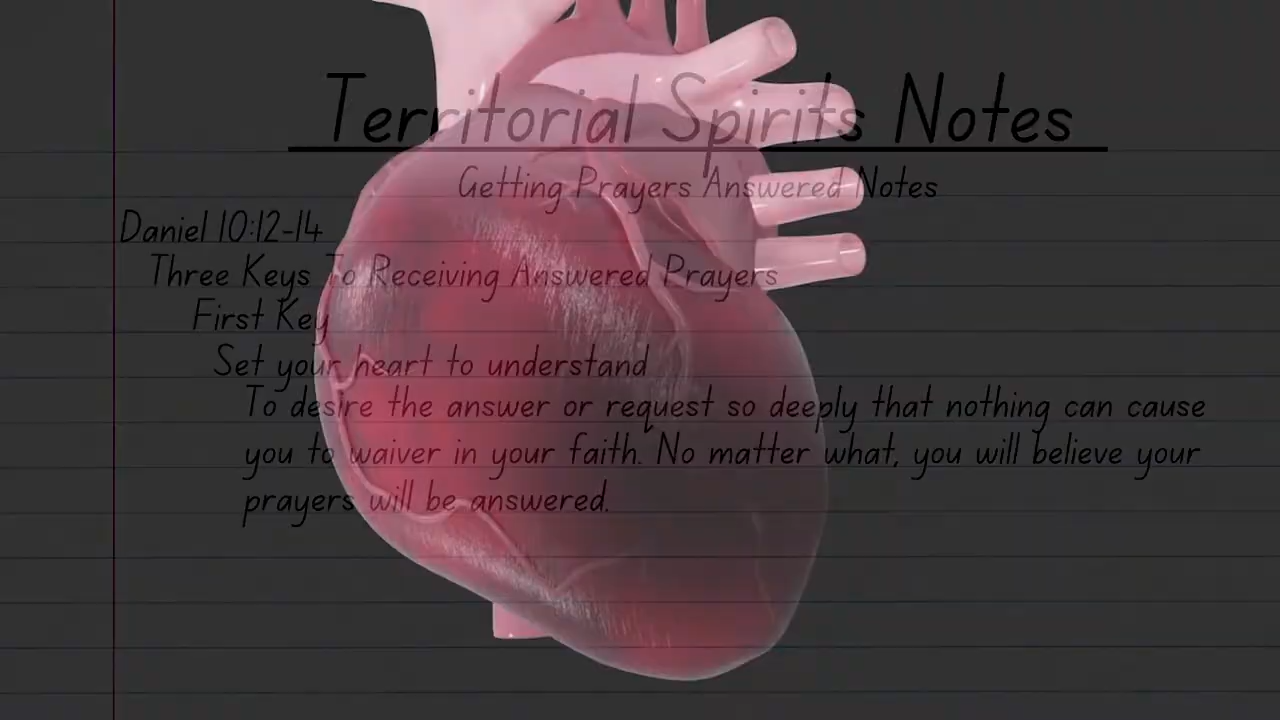 Territorial Spirits Notes
Getting Prayers Answered Notes
Daniel 10:12-14
Three Keys To Receiving Answered Prayers
First Key
Set your heart to understand
To desire the answer or request so deeply that nothing can cause
you to waiver in your faith. No matter what, you will believe your
prayers will be answered.